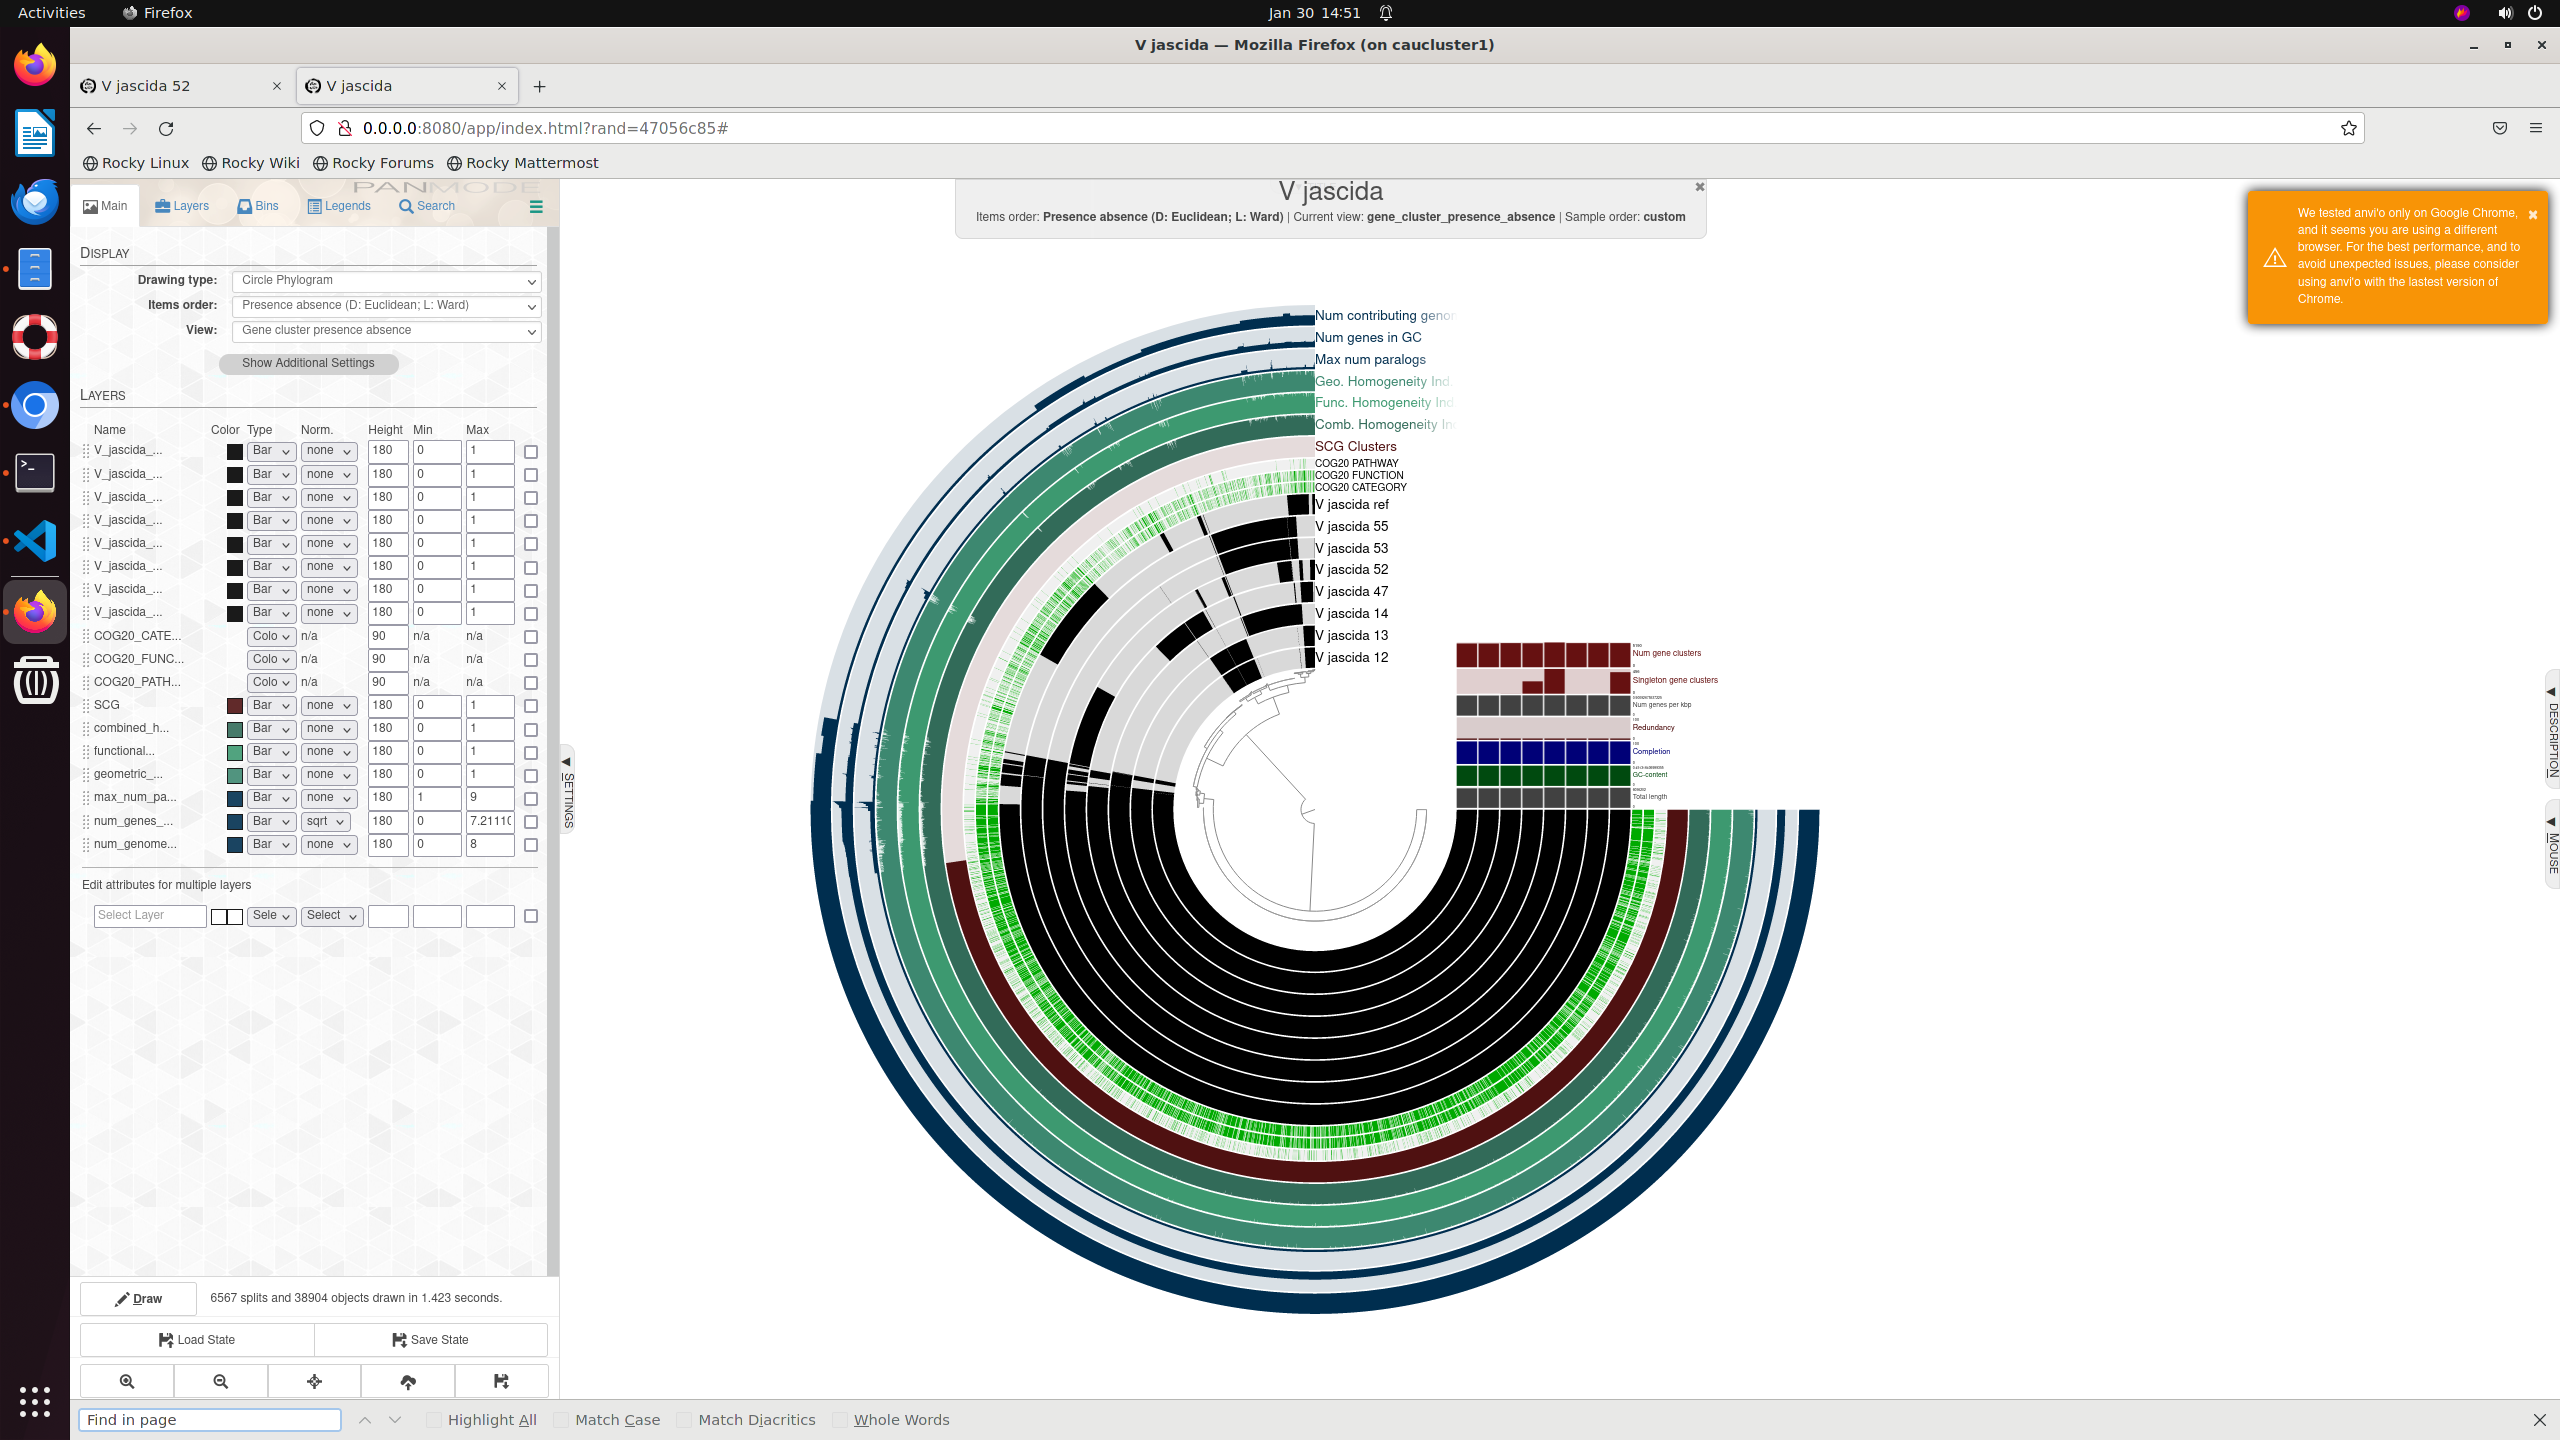 Activities
Firefox
Jan 30 14:51
V jascida — Mozilla Firefox (on caucluster1)
V jascida 52
V jascida
0.0.0.0:8080/app/index.html?rand=47056c85#
Rocky Linux
Rocky Wiki
Rocky Forums
Rocky Mattermost
PANMODE
Main
Layers
Bins
Legends
Search
DISPLAY
Drawing type: Circle Phylogram
Items order: Presence absence (D: Euclidean; L: Ward)
View: Gene cluster presence absence
Show Additional Settings
LAYERS
Name Color Type Norm. Height Min Max
V_jascida_... Bar none 180 0 1
V_jascida_... Bar none 180 0 1
V_jascida_... Bar none 180 0 1
V_jascida_... Bar none 180 0 1
V_jascida_... Bar none 180 0 1
V_jascida_... Bar none 180 0 1
V_jascida_... Bar none 180 0 1
V_jascida_... Bar none 180 0 1
COG20_CATE... Colo n/a 90 n/a n/a
COG20_FUNC... Colo n/a 90 n/a n/a
COG20_PATH... Colo n/a 90 n/a n/a
SCG Bar none 180 0 1
combined_h... Bar none 180 0 1
functional... Bar none 180 0 1
geometric_... Bar none 180 0 1
max_num_pa... Bar none 180 1 9
num_genes_... Bar sqrt 180 0 7.2111
num_genome... Bar none 180 0 8
Edit attributes for multiple layers
Select Layer Sele Select
Draw
6567 splits and 38904 objects drawn in 1.423 seconds.
Load State
Save State
SETTINGS
V jascida
Items order: Presence absence (D: Euclidean; L: Ward) | Current view: gene_cluster_presence_absence | Sample order: custom
We tested anvi'o only on Google Chrome,
and it seems you are using a different
browser. For the best performance, and to
avoid unexpected issues, please consider
using anvi'o with the lastest version of
Chrome.
Num contributing genor
Num genes in GC
Max num paralogs
Geo. Homogeneity Ind
Func. Homogeneity Ind
Comb. Homogeneity In
SCG Clusters
COG20 PATHWAY
COG20 FUNCTION
COG20 CATEGORY
V jascida ref
V jascida 55
V jascida 53
V jascida 52
V jascida 47
V jascida 14
V jascida 13
V jascida 12
Num gene clusters
Singleton gene clusters
Num genes per kbp
Redundancy
Completion
GC-content
Total length
DESCRIPTION
MOUSE
Find in page
Highlight All
Match Case
Match Diacritics
Whole Words